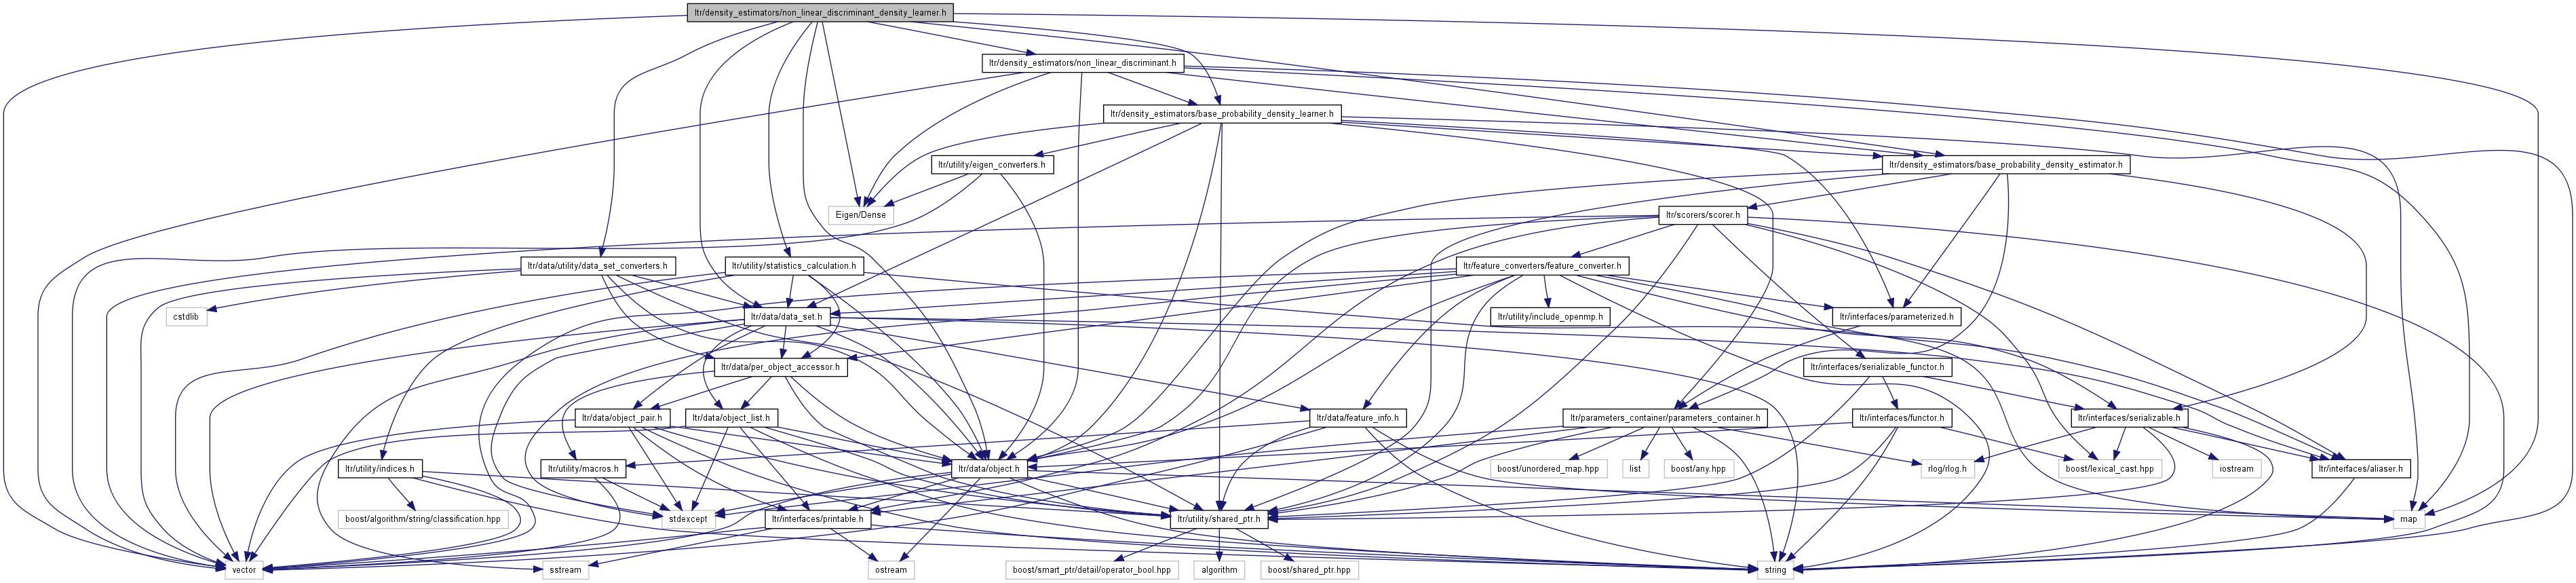 ltr/density_estimators/non_linear_discriminant_density_learner.h
ltr/density_estimators/non_linear_discriminant.h
ltr/density_estimators/base_probability_density_learner.h
ltr/utility/eigen_converters.h
ltr/density_estimators/base_probability_density_estimator.h
Eigen/Dense
ltr/scorers/scorer.h
ltr/data/utility/data_set_converters.h
ltr/utility/statistics_calculation.h
ltr/feature_converters/feature_converter.h
cstdlib
ltr/data/data_set.h
ltr/utility/include_openmp.h
ltr/interfaces/parameterized.h
ltr/data/per_object_accessor.h
ltr/interfaces/serializable_functor.h
ltr/data/object_pair.h
ltr/data/object_list.h
ltr/data/feature_info.h
ltr/parameters_container/parameters_container.h
ltr/interfaces/functor.h
ltr/interfaces/serializable.h
ltr/utility/indices.h
ltr/utility/macros.h
ltr/data/object.h
boost/unordered_map.hpp
list
boost/any.hpp
rlog/rlog.h
boost/lexical_cast.hpp
iostream
ltr/interfaces/aliaser.h
boost/algorithm/string/classification.hpp
stdexcept
ltr/interfaces/printable.h
ltr/utility/shared_ptr.h
map
vector
sstream
ostream
boost/smart_ptr/detail/operator_bool.hpp
algorithm
boost/shared_ptr.hpp
string